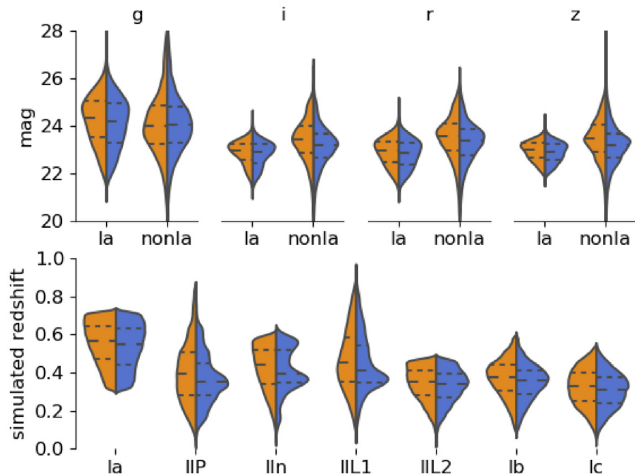 g i r z
28
26
24
22
20
mag
Ia nonIa Ia nonIa Ia nonIa Ia nonIa
1.0
0.8
0.6
0.4
0.2
0.0
simulated redshift
Ia IIP IIn IIL1 IIL2 Ib Ic